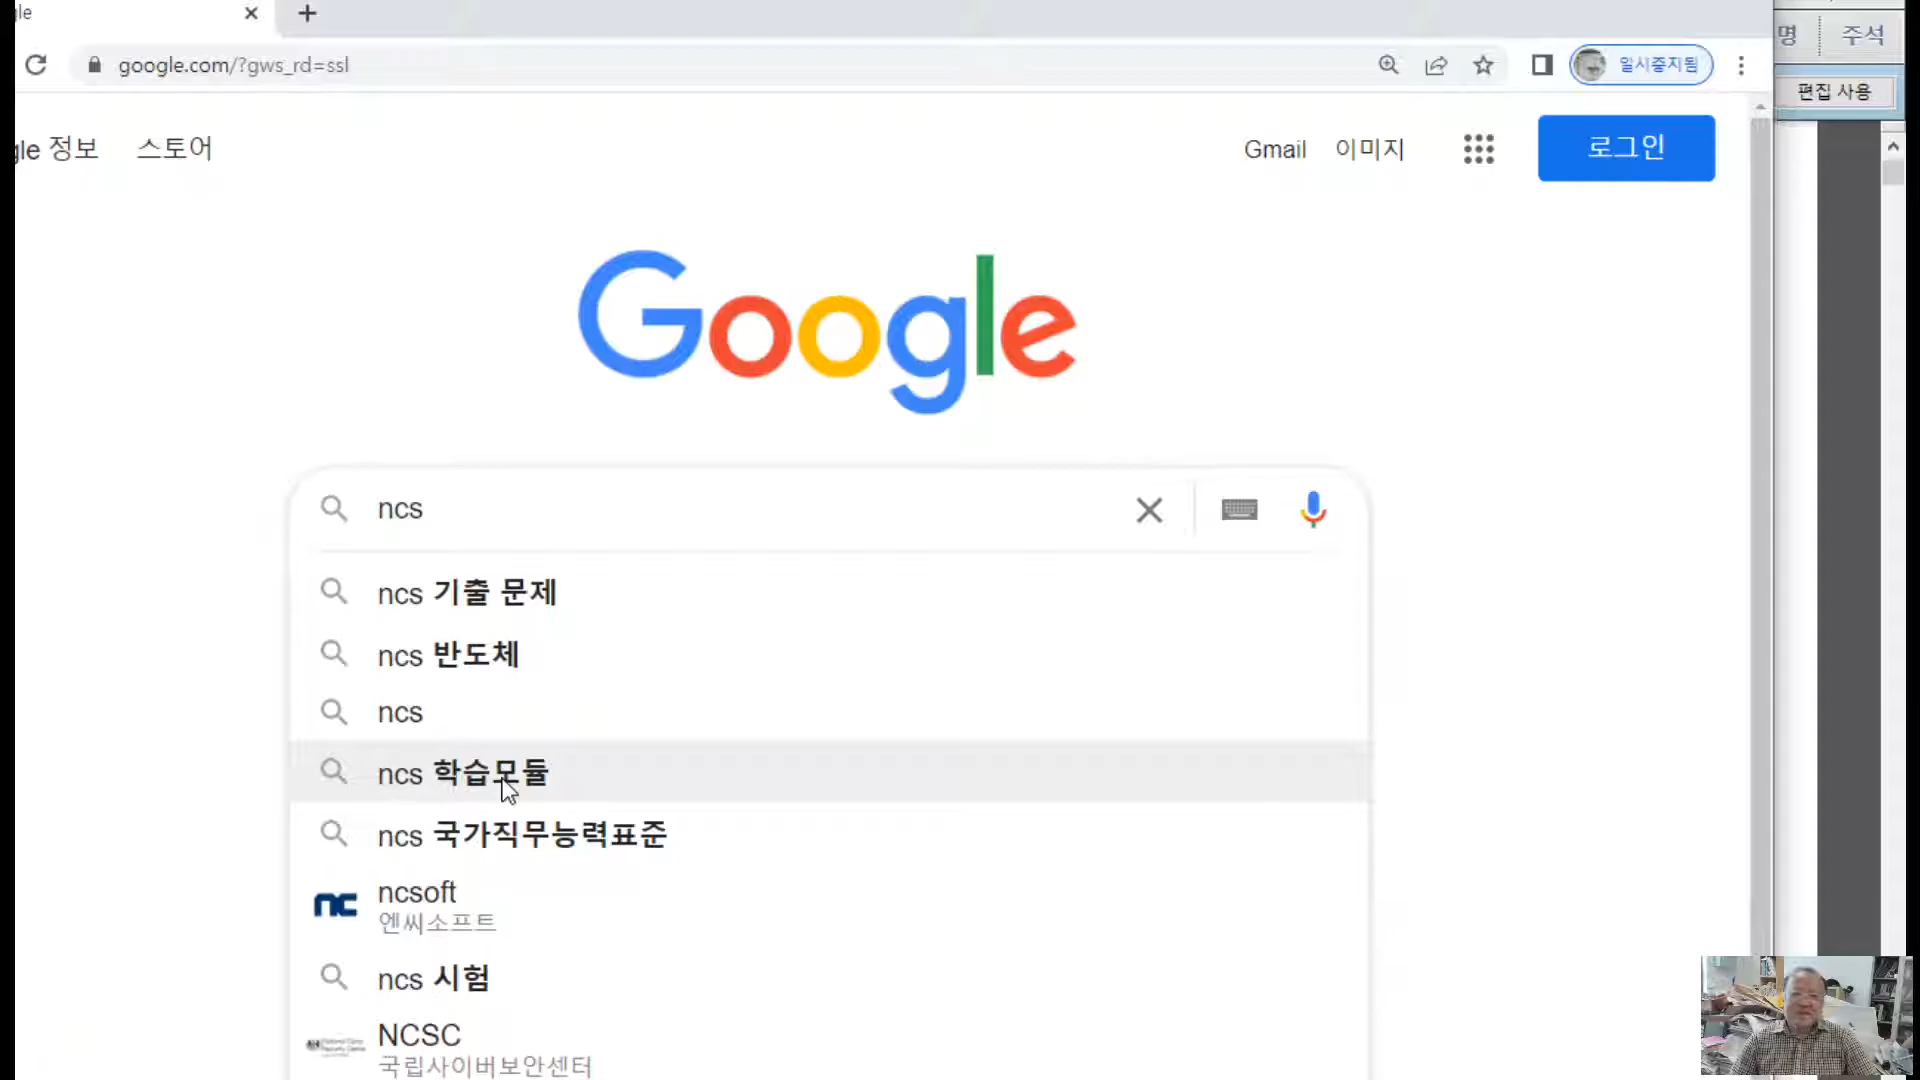 le
google.com/?gws_rd=ssl
일시중지됨
명
주석
편집 사용
gle 정보
스토어
Gmail
이미지
로그인
Google
ncs
ncs 기출 문제
ncs 반도체
ncs
ncs 학습모듈
ncs 국가직무능력표준
nc
ncsoft
엔씨소프트
ncs 시험
NCSC
국립사이버보안센터